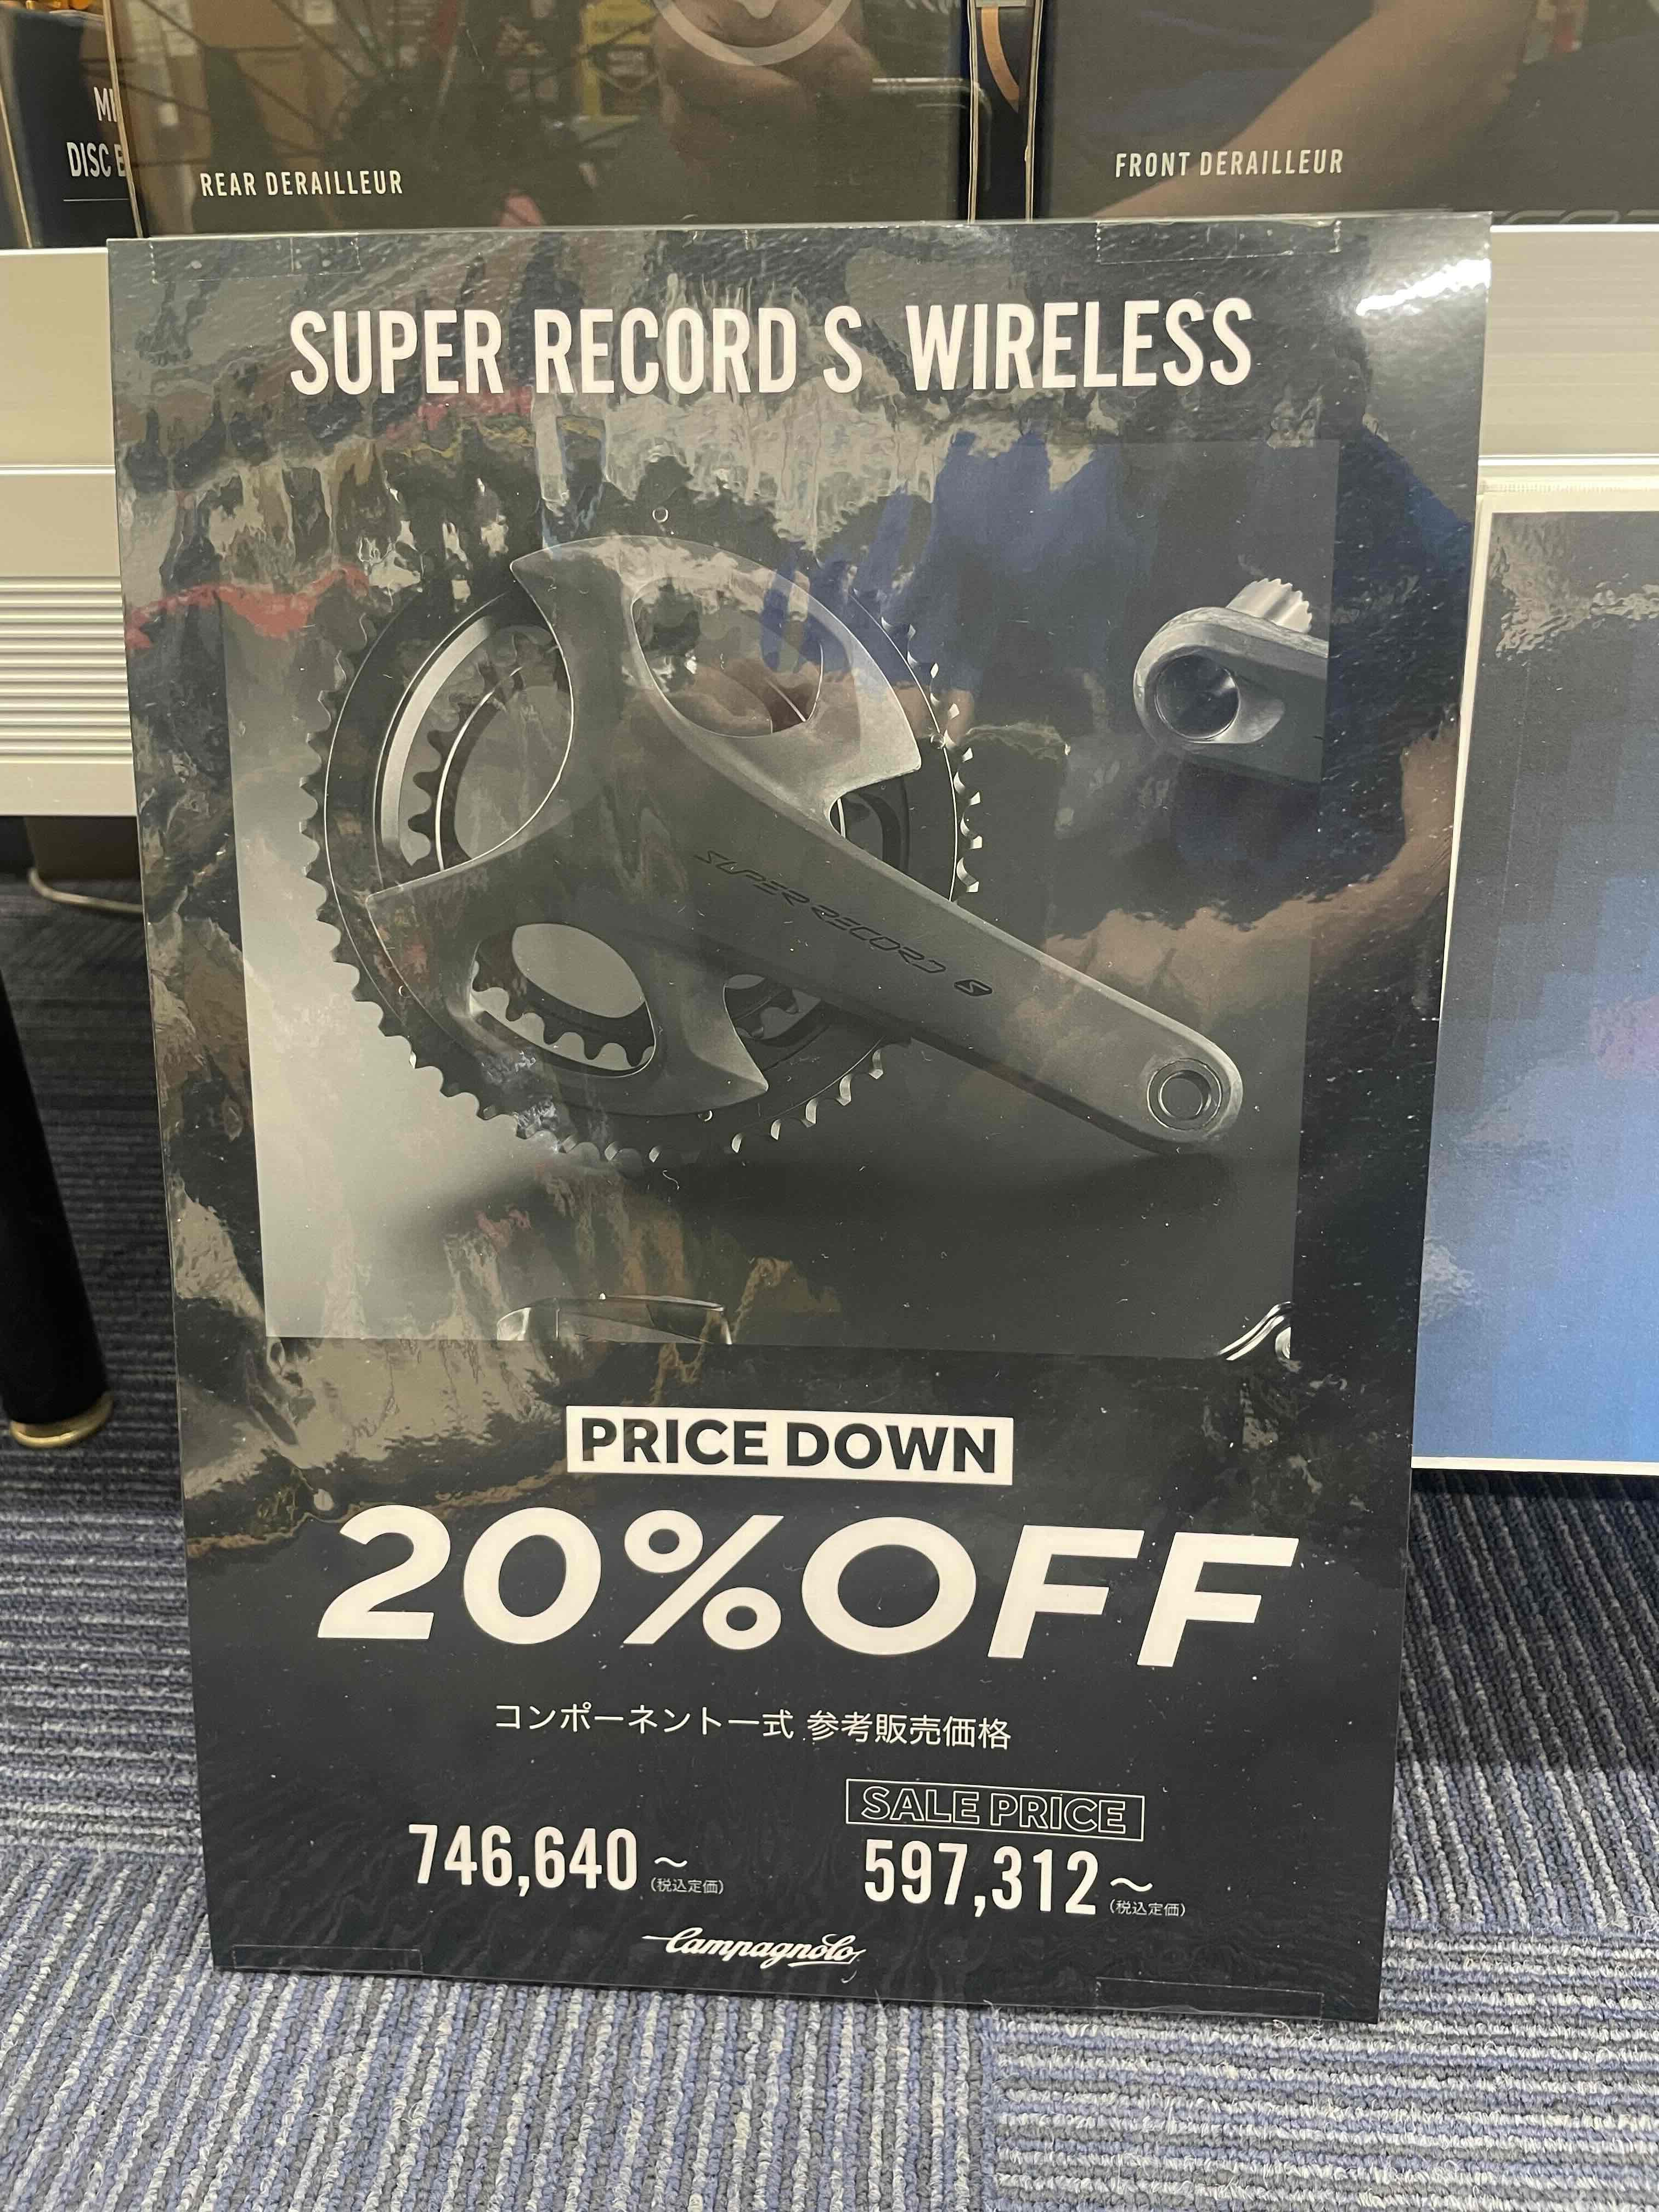 MI
DISC B
REAR DERAILLEUR
FRONT DERAILLEUR
SUPER RECORD S WIRELESS
SUPER RECORD S
PRICE DOWN
20%OFF
コンポーネント一式 参考販売価格
SALE PRICE
746,640～
(税込定価)
597,312～
(税込定価)
Campagnolo